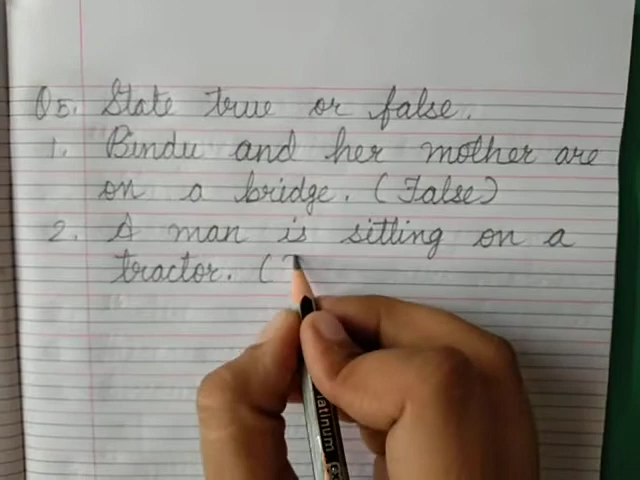 Q5. State true or false.
1. Bindu and her mother are
on a bridge. (False)
2. A man is sitting on a
tractor. (
latinum